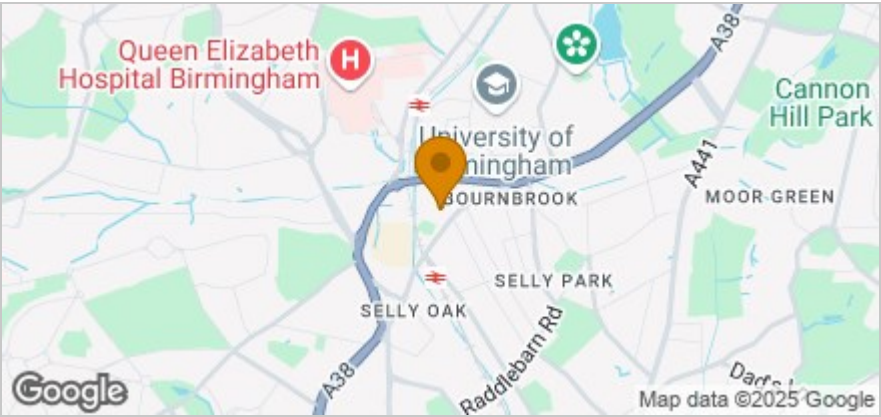 Queen Elizabeth
Hospital Birmingham
H
A38
Cannon
Hill Park
University of
A441
BOURNBROOK
MOOR GREEN
SELLY PARK
SELLY OAK
Raddlebarn Rd
A38
Google
Map data ©2025 Google